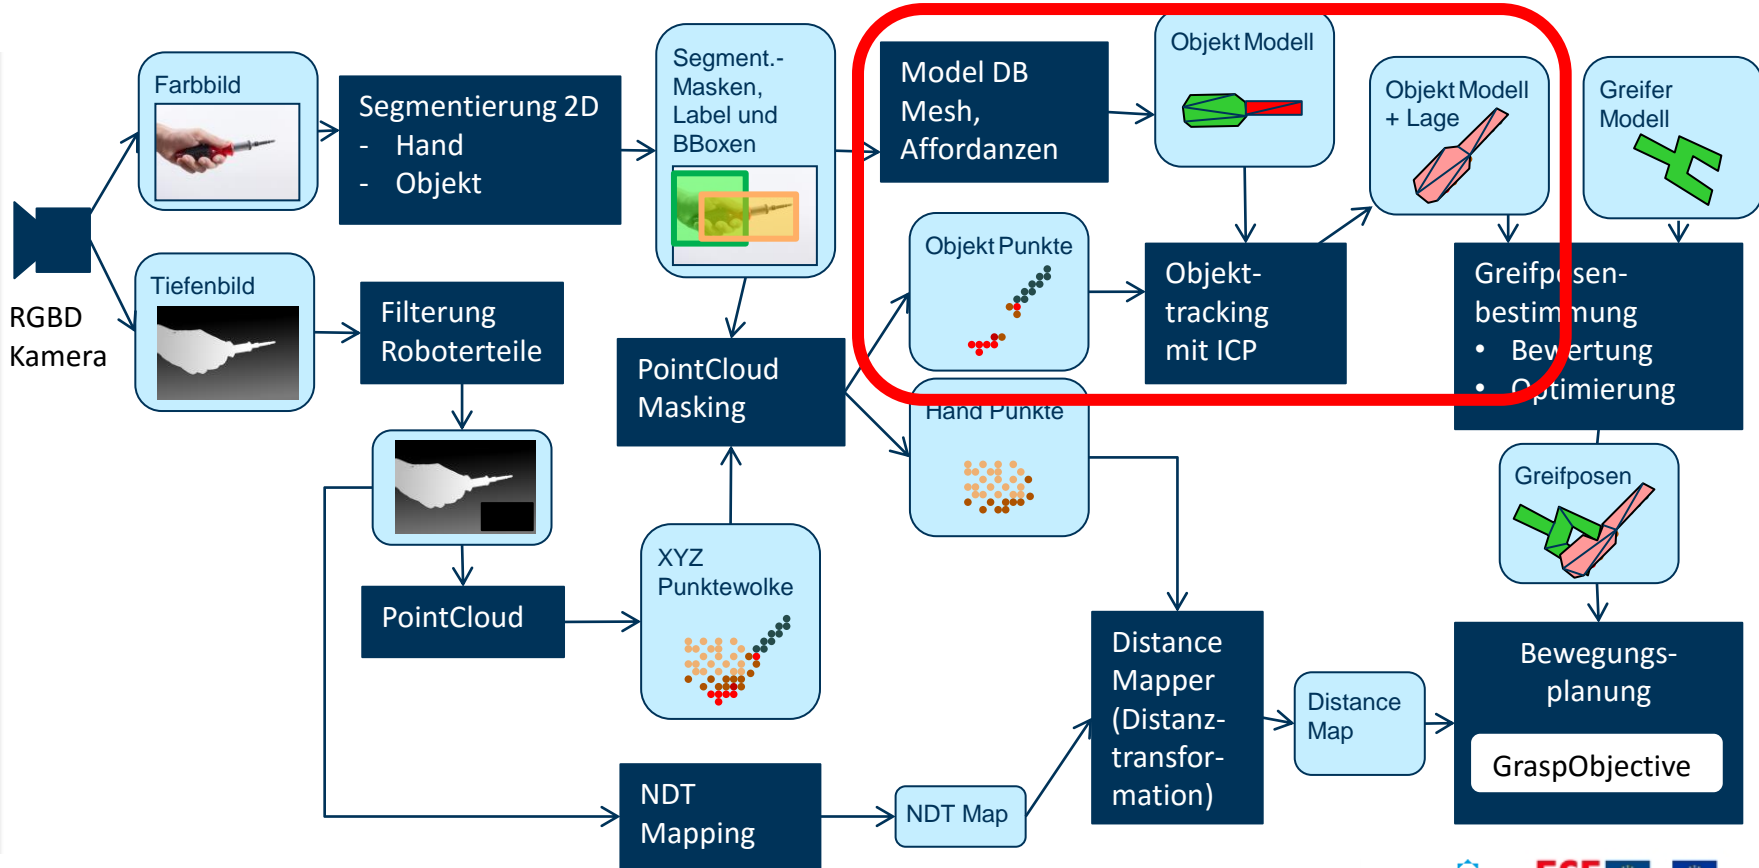 RGBD
Kamera
Farbbild
Tiefenbild
Segmentierung 2D
- Hand
- Objekt
Filterung
Roboterteile
PointCloud
Segment.-
Masken,
Label und
BBoxen
PointCloud
Masking
XYZ
Punktewolke
NDT
Mapping
NDT Map
Model DB
Mesh,
Affordanzen
Objekt Modell
Objekt Punkte
Hand Punkte
Objekt-
tracking
mit ICP
Objekt Modell
+ Lage
Greifer
Modell
Greifposen-
bestimmung
• Bewertung
• Optimierung
Greifposen
Distance
Mapper
(Distanz-
transfor-
mation)
Distance
Map
Bewegungs-
planung
GraspObjective